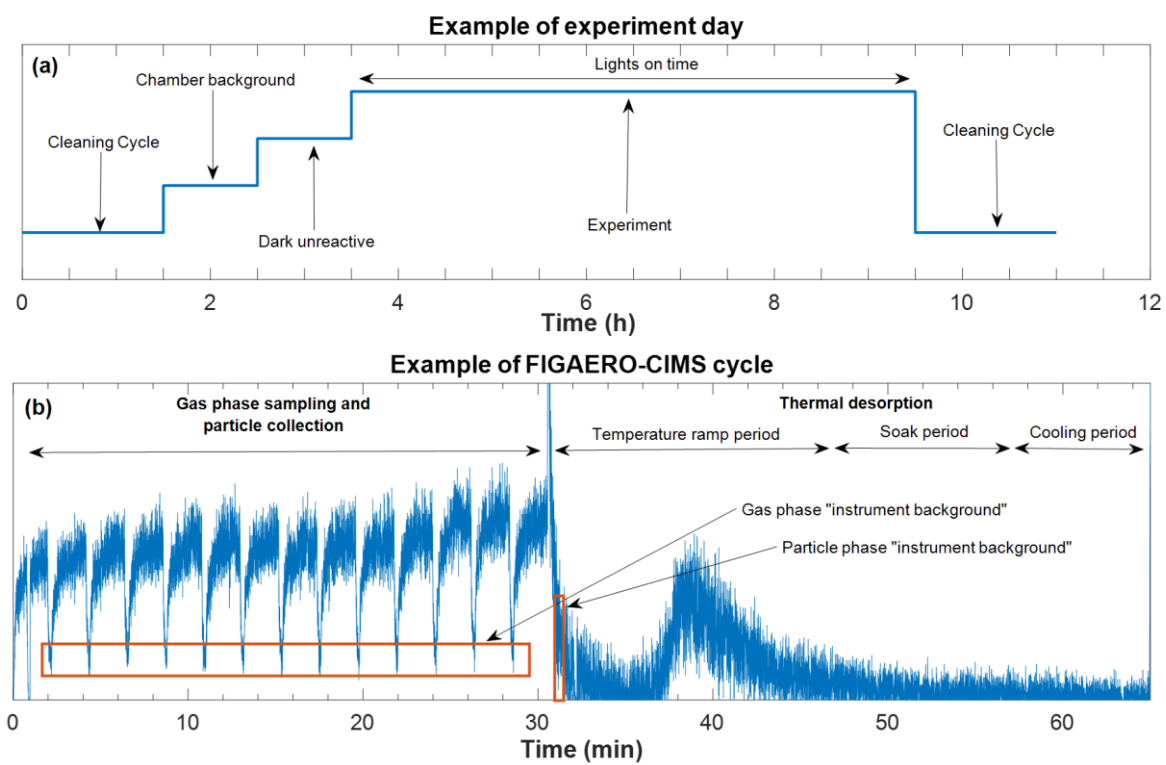 Example of experiment day
(a)
Lights on time
Chamber background
Cleaning Cycle
Cleaning Cycle
Experiment
Dark unreactive
0 2 4 6 8 10 12
Time (h)
Example of FIGAERO-CIMS cycle
(b)
Gas phase sampling and
particle collection
Thermal desorption
Temperature ramp period
Soak period
Cooling period
Gas phase "instrument background"
Particle phase "instrument background"
0 10 20 30 40 50 60
Time (min)